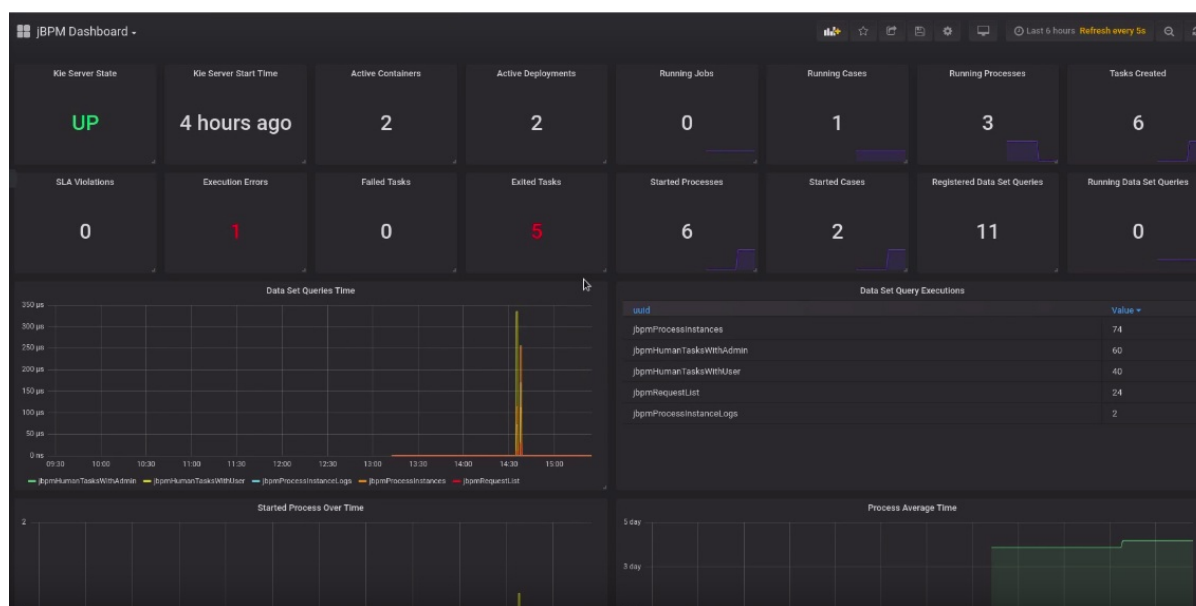 jBPM Dashboard
Last 6 hours Refresh every 5s
Kie Server State Kie Server Start Time Active Containers Active Deployments Running Jobs Running Cases Running Processes Tasks Created
UP 4 hours ago 2 2 0 1 3 6
SLA Violations Execution Errors Failed Tasks Exited Tasks Started Processes Started Cases Registered Data Set Queries Running Data Set Queries
0 1 0 5 6 2 11 0
Data Set Queries Time
350 µs
300 µs
250 µs
200 µs
150 µs
100 µs
50 µs
0 ns
09:30 10:00 10:30 11:00 11:30 12:00 12:30 13:00 13:30 14:00 14:30 15:00
jbpmHumanTasksWithAdmin jbpmHumanTasksWithUser jbpmProcessInstanceLogs jbpmProcessInstances jbpmRequestList
Data Set Query Executions
uuid Value
jbpmProcessInstances 74
jbpmHumanTasksWithAdmin 60
jbpmHumanTasksWithUser 40
jbpmRequestList 24
jbpmProcessInstanceLogs 2
Started Process Over Time
2
Process Average Time
5 day
3 day